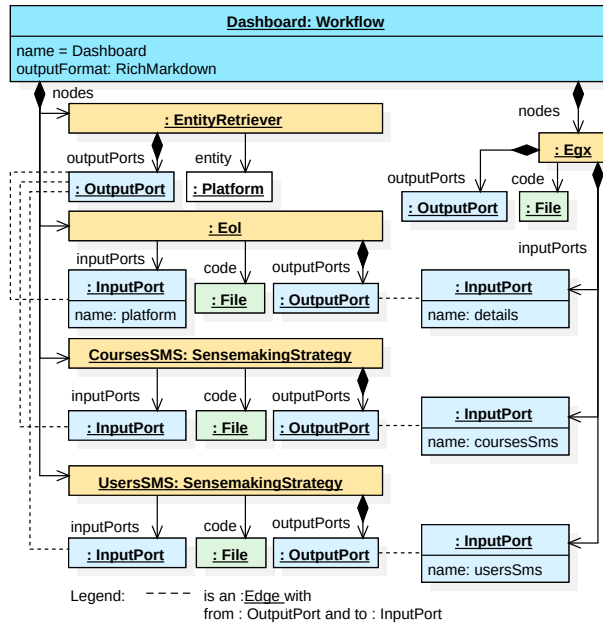 Dashboard: Workflow
name = Dashboard
outputFormat: RichMarkdown
nodes
nodes
: EntityRetriever
: Egx
outputPorts
entity
outputPorts
code
: OutputPort
: Platform
: OutputPort
: File
: Eol
inputPorts
inputPorts
code
outputPorts
: InputPort
name: platform
: File
: OutputPort
: InputPort
name: details
CoursesSMS: SensemakingStrategy
inputPorts
code
outputPorts
: InputPort
: File
: OutputPort
: InputPort
name: coursesSms
UsersSMS: SensemakingStrategy
inputPorts
code
outputPorts
: InputPort
: File
: OutputPort
: InputPort
name: usersSms
Legend: ---- is an :Edge with
from : OutputPort and to : InputPort